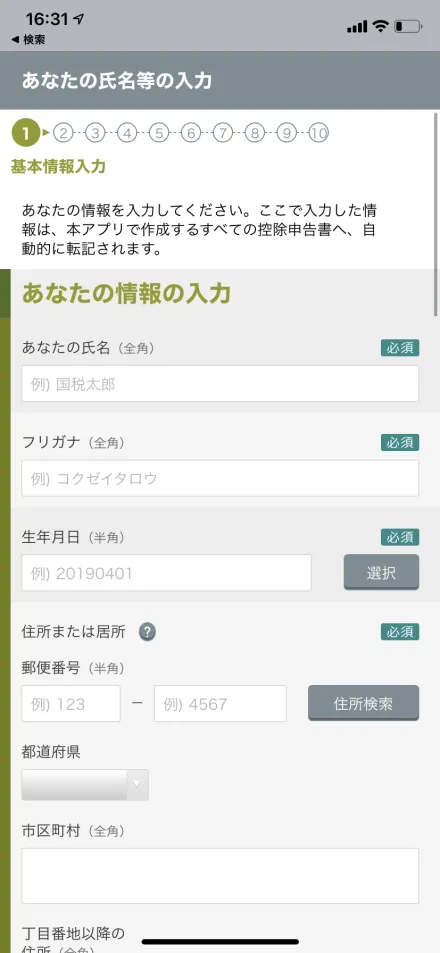 16:31
◀ 検索
あなたの氏名等の入力
1 2 3 4 5 6 7 8 9 10
基本情報入力
あなたの情報を入力してください。ここで入力した情
報は、本アプリで作成するすべての控除申告書へ、自
動的に転記されます。
あなたの情報の入力
あなたの氏名（全角） 必須
例) 国税太郎
フリガナ（全角） 必須
例) コクゼイタロウ
生年月日（半角） 必須
例) 20190401 選択
住所または居所 ? 必須
郵便番号（半角）
例) 123 － 例) 4567 住所検索
都道府県
市区町村（全角）
丁目番地以降の
住所（全角）